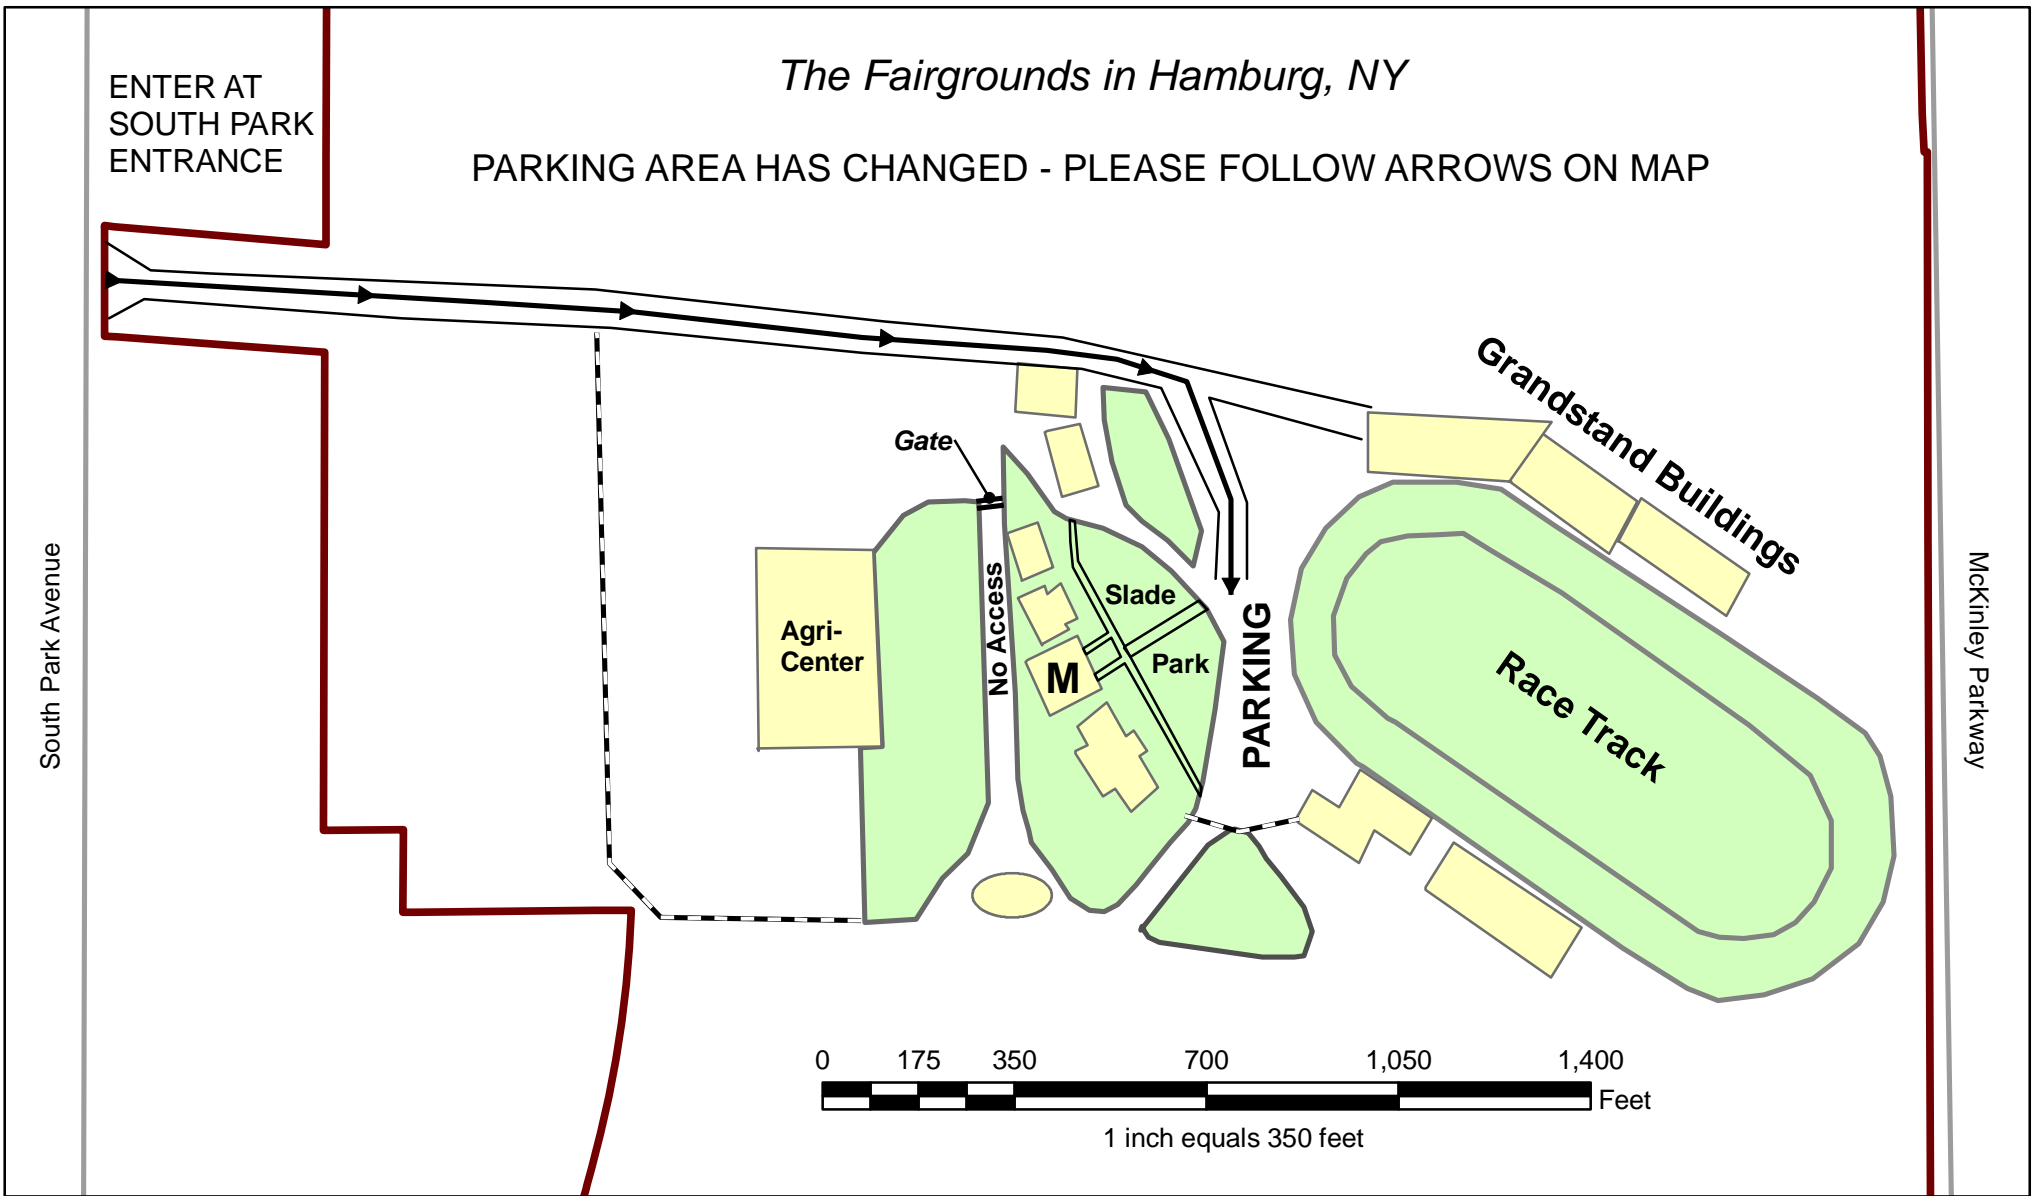 The Fairgrounds in Hamburg, NY
ENTER AT
SOUTH PARK
ENTRANCE
PARKING AREA HAS CHANGED - PLEASE FOLLOW ARROWS ON MAP
Grandstand Buildings
Gate
South Park Avenue
McKinley Parkway
No Access
Slade
Park
PARKING
Agri-
Center
M
Race Track
0 175 350 700 1,050 1,400
Feet
1 inch equals 350 feet